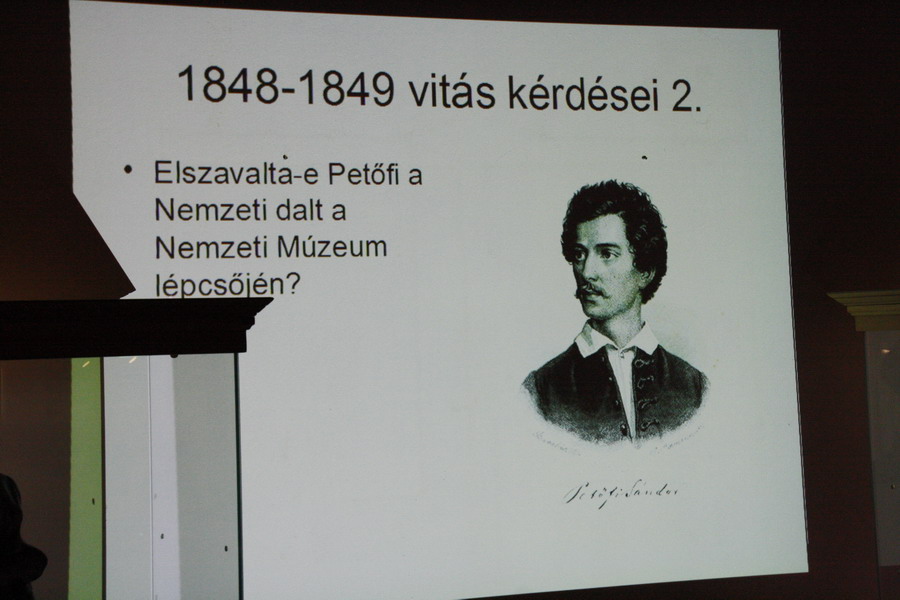 1848-1849 vitás kérdései 2.
• Elszavalta-e Petőfi a
Nemzeti dalt a
Nemzeti Múzeum
lépcsőjén?
Petőfi Sándor